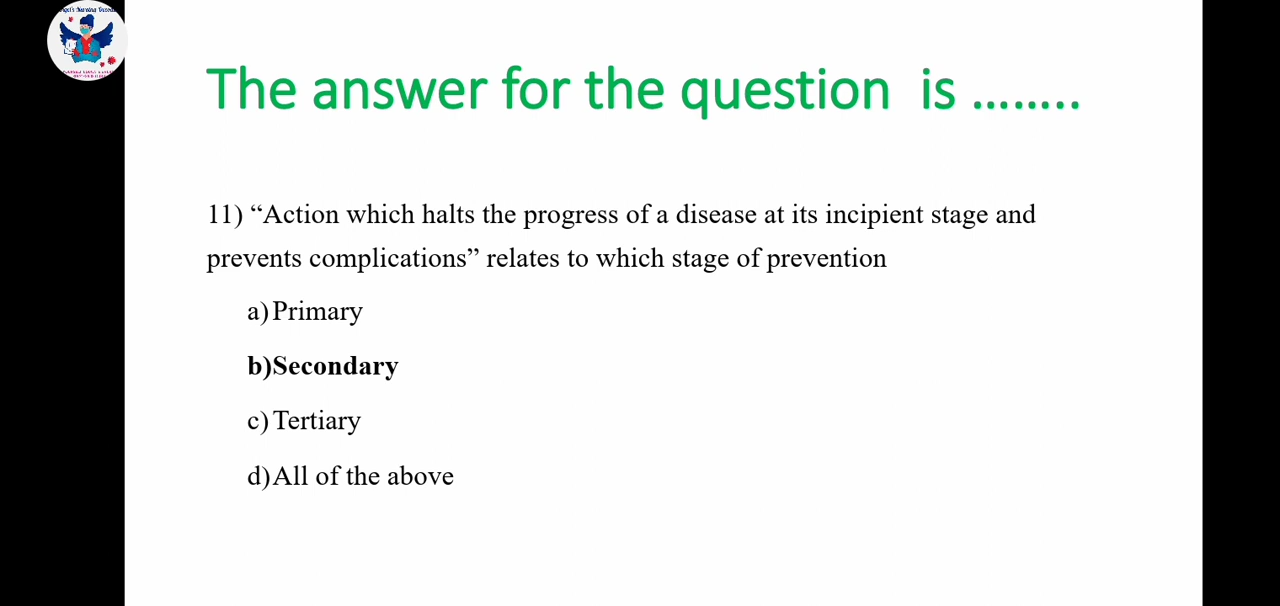 The answer for the question is ........
11) “Action which halts the progress of a disease at its incipient stage and
prevents complications” relates to which stage of prevention
a) Primary
b)Secondary
c) Tertiary
d)All of the above